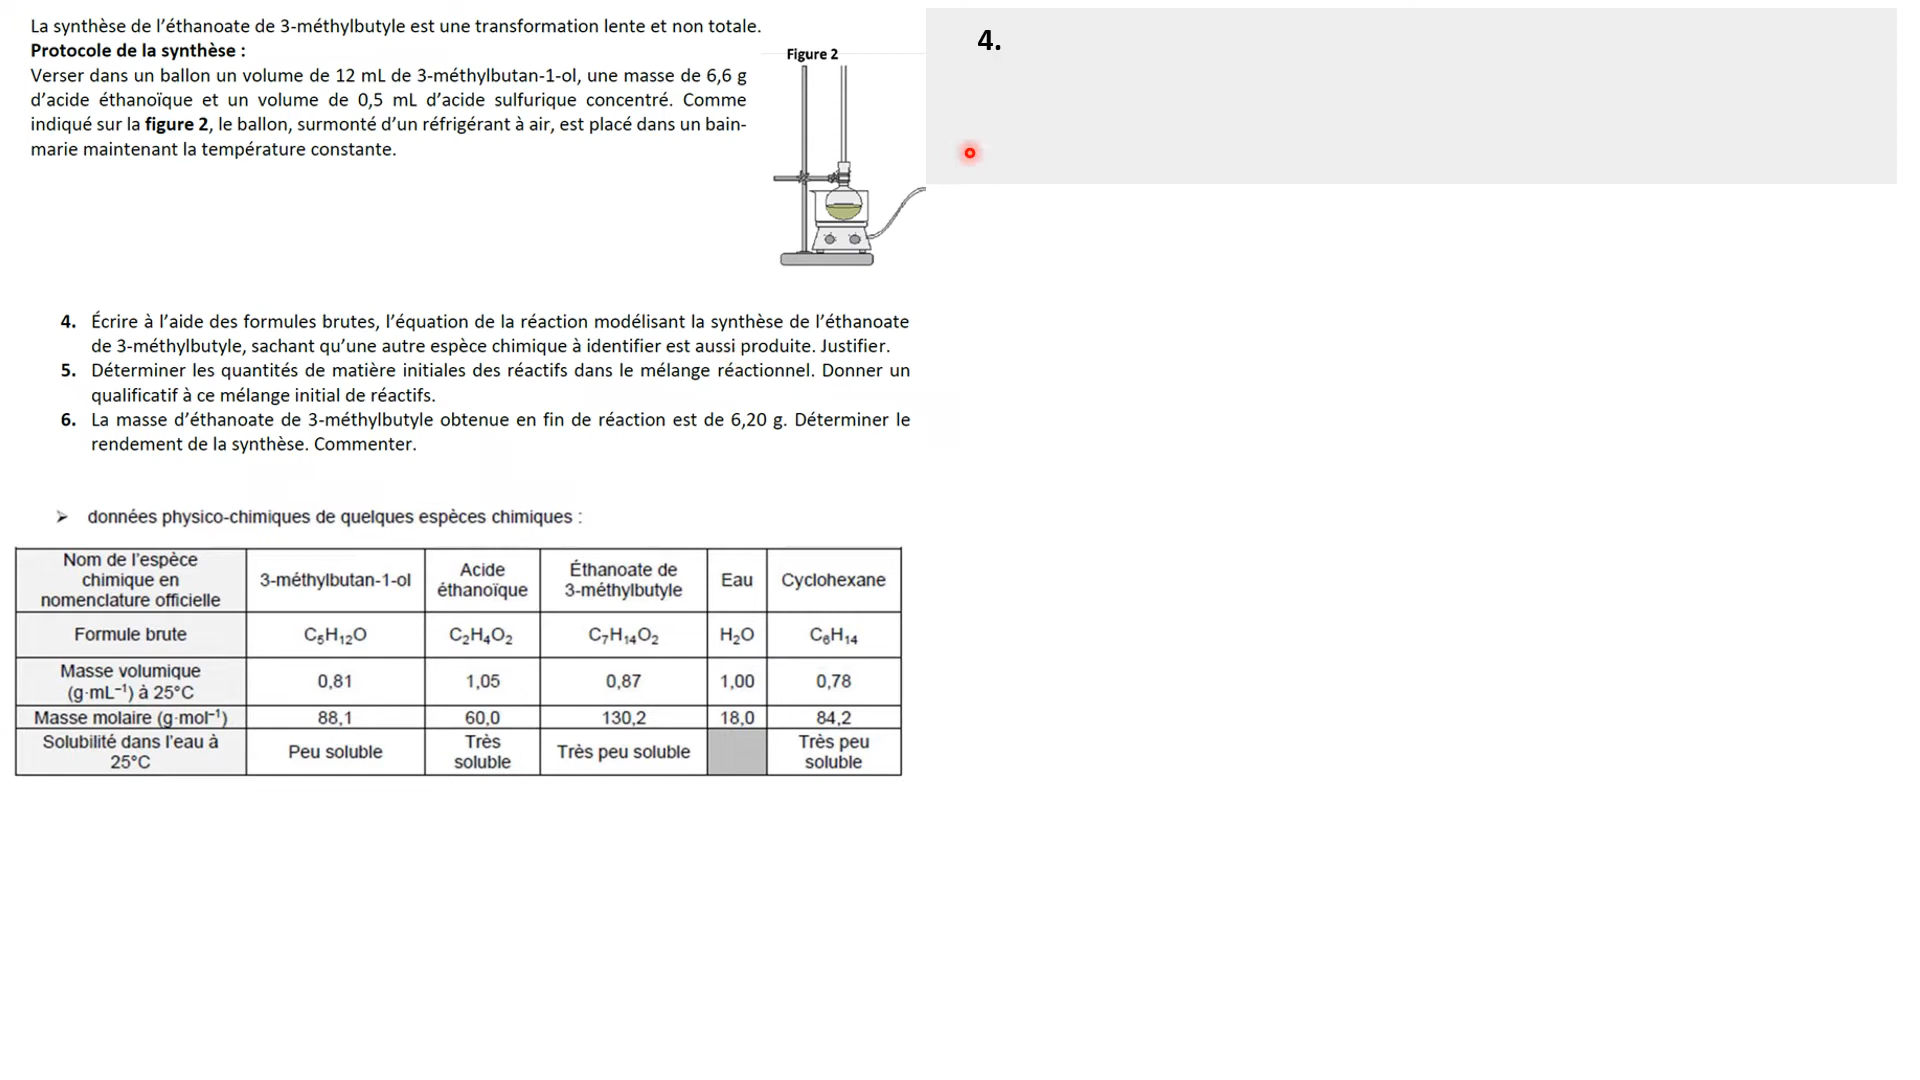 La synthèse de l’éthanoate de 3-méthylbutyle est une transformation lente et non totale.
Protocole de la synthèse :
Verser dans un ballon un volume de 12 mL de 3-méthylbutan-1-ol, une masse de 6,6 g
d’acide éthanoïque et un volume de 0,5 mL d’acide sulfurique concentré. Comme
indiqué sur la figure 2, le ballon, surmonté d’un réfrigérant à air, est placé dans un bain-
marie maintenant la température constante.
Figure 2
4. Écrire à l’aide des formules brutes, l’équation de la réaction modélisant la synthèse de l’éthanoate
de 3-méthylbutyle, sachant qu’une autre espèce chimique à identifier est aussi produite. Justifier.
5. Déterminer les quantités de matière initiales des réactifs dans le mélange réactionnel. Donner un
qualificatif à ce mélange initial de réactifs.
6. La masse d’éthanoate de 3-méthylbutyle obtenue en fin de réaction est de 6,20 g. Déterminer le
rendement de la synthèse. Commenter.
➢ données physico-chimiques de quelques espèces chimiques :
Nom de l’espèce
chimique en
nomenclature officielle
3-méthylbutan-1-ol
Acide
éthanoïque
Éthanoate de
3-méthylbutyle
Eau
Cyclohexane
Formule brute
C₅H₁₂O
C₂H₄O₂
C₇H₁₄O₂
H₂O
C₆H₁₄
Masse volumique
(g·mL⁻¹) à 25°C
0,81
1,05
0,87
1,00
0,78
Masse molaire (g·mol⁻¹)
88,1
60,0
130,2
18,0
84,2
Solubilité dans l’eau à
25°C
Peu soluble
Très
soluble
Très peu soluble
Très peu
soluble
4.